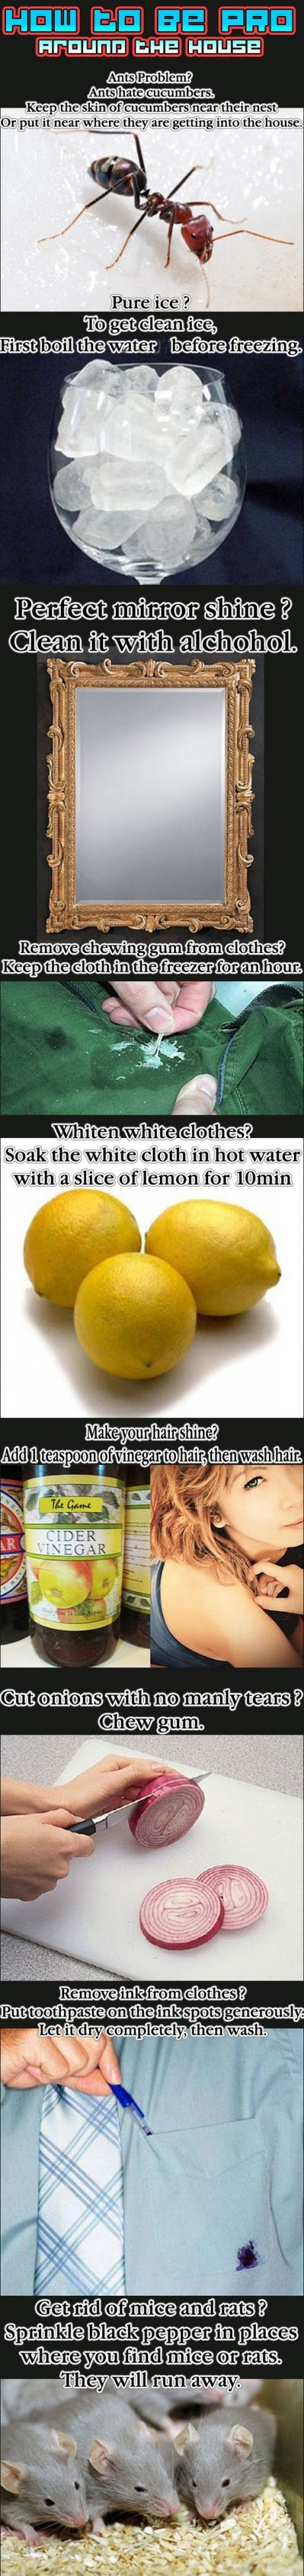 HOW to BE PRO
AROUND THE HOUSE
Ants Problem?
Ants hate cucumbers.
Keep the skin of cucumbers near their nest
Or put it near where they are getting into the house.
Pure ice ?
To get clean ice,
First boil the water before freezing.
Perfect mirror shine ?
Clean it with alchohol.
Remove chewing gum from clothes?
Keep the cloth in the freezer for an hour.
Whiten white clothes?
Soak the white cloth in hot water
with a slice of lemon for 10min
Make your hair shine?
Add 1 teaspoon of vinegar to hair, then wash hair.
The Game
CIDER
VINEGAR
Cut onions with no manly tears ?
Chew gum.
Remove ink from clothes ?
Put toothpaste on the ink spots generously.
Let it dry completely, then wash.
Get rid of mice and rats ?
Sprinkle black pepper in places
where you find mice or rats.
They will run away.